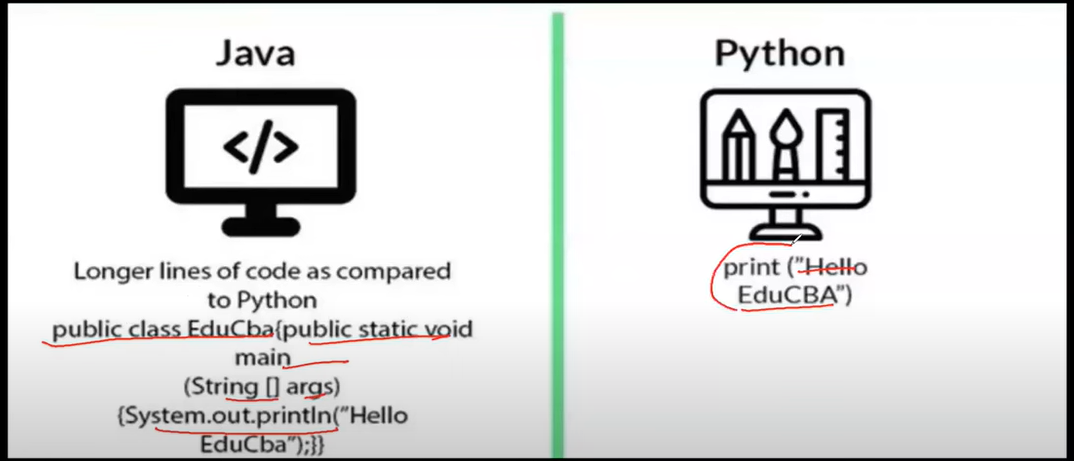 Java
</>
Longer lines of code as compared
to Python
public class EduCba{public static void
main
(String [] args)
{System.out.println("Hello
EduCba");}}
Python
print ("Hello
EduCBA")